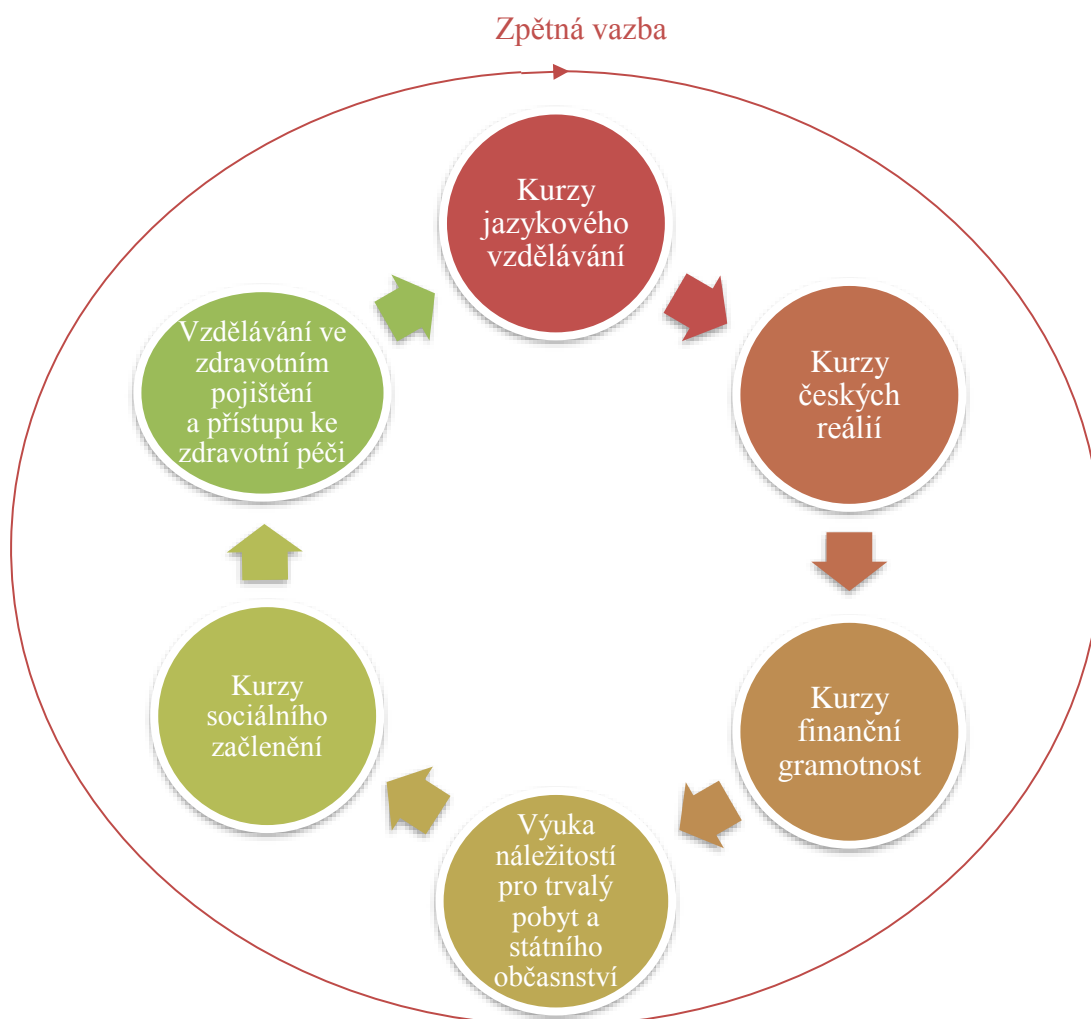 Zpětná vazba
Kurzy
jazykového
vzdělávání
Kurzy
českých
reálií
Kurzy
finanční
gramotnost
Výuka
náležitostí
pro trvalý
pobyt a
státního
občasnství
Kurzy
sociálního
začlenění
Vzdělávání ve
zdravotním
pojištění
a přístupu ke
zdravotní péči